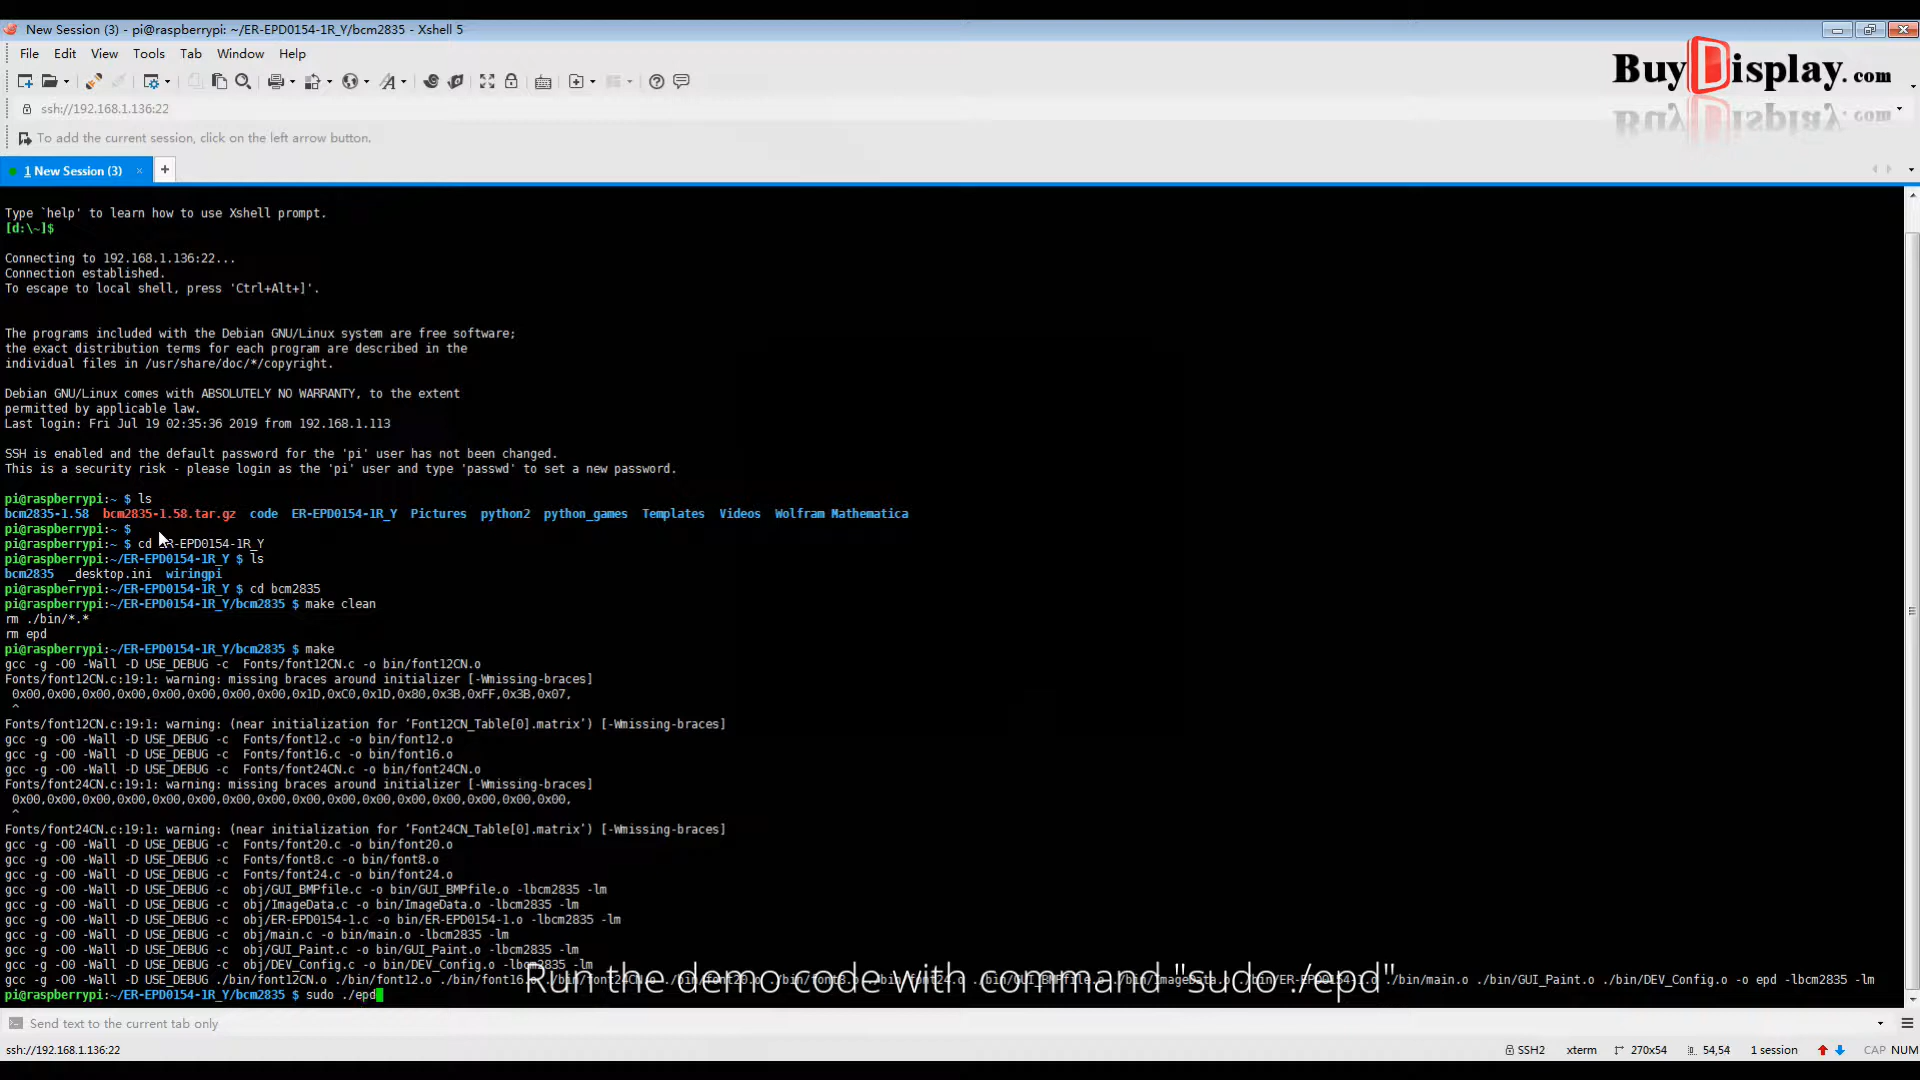 New Session (3) - pi@raspberrypi: ~/ER-EPD0154-1R_Y/bcm2835 - Xshell 5
File Edit View Tools Tab Window Help
BuyDisplay.com
ssh://192.168.1.136:22
To add the current session, click on the left arrow button.
1 New Session (3)
Type `help' to learn how to use Xshell prompt.
[d:\~]$
Connecting to 192.168.1.136:22...
Connection established.
To escape to local shell, press 'Ctrl+Alt+]'.
The programs included with the Debian GNU/Linux system are free software;
the exact distribution terms for each program are described in the
individual files in /usr/share/doc/*/copyright.
Debian GNU/Linux comes with ABSOLUTELY NO WARRANTY, to the extent
permitted by applicable law.
Last login: Fri Jul 19 02:35:36 2019 from 192.168.1.113
SSH is enabled and the default password for the 'pi' user has not been changed.
This is a security risk - please login as the 'pi' user and type 'passwd' to set a new password.
pi@raspberrypi:~ $ ls
bcm2835-1.58 bcm2835-1.58.tar.gz code ER-EPD0154-1R_Y Pictures python2 python_games Templates Videos Wolfram Mathematica
pi@raspberrypi:~ $
pi@raspberrypi:~ $ cd ER-EPD0154-1R_Y
pi@raspberrypi:~/ER-EPD0154-1R_Y $ ls
bcm2835 _desktop.ini wiringpi
pi@raspberrypi:~/ER-EPD0154-1R_Y $ cd bcm2835
pi@raspberrypi:~/ER-EPD0154-1R_Y/bcm2835 $ make clean
rm ./bin/*.*
rm epd
pi@raspberrypi:~/ER-EPD0154-1R_Y/bcm2835 $ make
gcc -g -O0 -Wall -D USE_DEBUG -c Fonts/font12CN.c -o bin/font12CN.o
Fonts/font12CN.c:19:1: warning: missing braces around initializer [-Wmissing-braces]
0x00,0x00,0x00,0x00,0x00,0x00,0x00,0x00,0x1D,0xC0,0x1D,0x80,0x3B,0xFF,0x3B,0x07,
^
Fonts/font12CN.c:19:1: warning: (near initialization for ‘Font12CN_Table[0].matrix’) [-Wmissing-braces]
gcc -g -O0 -Wall -D USE_DEBUG -c Fonts/font12.c -o bin/font12.o
gcc -g -O0 -Wall -D USE_DEBUG -c Fonts/font16.c -o bin/font16.o
gcc -g -O0 -Wall -D USE_DEBUG -c Fonts/font24CN.c -o bin/font24CN.o
Fonts/font24CN.c:19:1: warning: missing braces around initializer [-Wmissing-braces]
0x00,0x00,0x00,0x00,0x00,0x00,0x00,0x00,0x00,0x00,0x00,0x00,0x00,0x00,0x00,0x00,
^
Fonts/font24CN.c:19:1: warning: (near initialization for ‘Font24CN_Table[0].matrix’) [-Wmissing-braces]
gcc -g -O0 -Wall -D USE_DEBUG -c Fonts/font20.c -o bin/font20.o
gcc -g -O0 -Wall -D USE_DEBUG -c Fonts/font8.c -o bin/font8.o
gcc -g -O0 -Wall -D USE_DEBUG -c Fonts/font24.c -o bin/font24.o
gcc -g -O0 -Wall -D USE_DEBUG -c obj/GUI_BMPfile.c -o bin/GUI_BMPfile.o -lbcm2835 -lm
gcc -g -O0 -Wall -D USE_DEBUG -c obj/ImageData.c -o bin/ImageData.o -lbcm2835 -lm
gcc -g -O0 -Wall -D USE_DEBUG -c obj/ER-EPD0154-1.c -o bin/ER-EPD0154-1.o -lbcm2835 -lm
gcc -g -O0 -Wall -D USE_DEBUG -c obj/main.c -o bin/main.o -lbcm2835 -lm
gcc -g -O0 -Wall -D USE_DEBUG -c obj/GUI_Paint.c -o bin/GUI_Paint.o -lbcm2835 -lm
gcc -g -O0 -Wall -D USE_DEBUG -c obj/DEV_Config.c -o bin/DEV_Config.o -lbcm2835 -lm
gcc -g -O0 -Wall -D USE_DEBUG ./bin/font12CN.o ./bin/font12.o ./bin/main.o ./bin/GUI_Paint.o ./bin/DEV_Config.o -o epd -lbcm2835 -lm
Run the demo code with command "sudo ./epd"
pi@raspberrypi:~/ER-EPD0154-1R_Y/bcm2835 $ sudo ./epd
Send text to the current tab only
ssh://192.168.1.136:22 SSH2 xterm 270x54 54,54 1 session CAP NUM